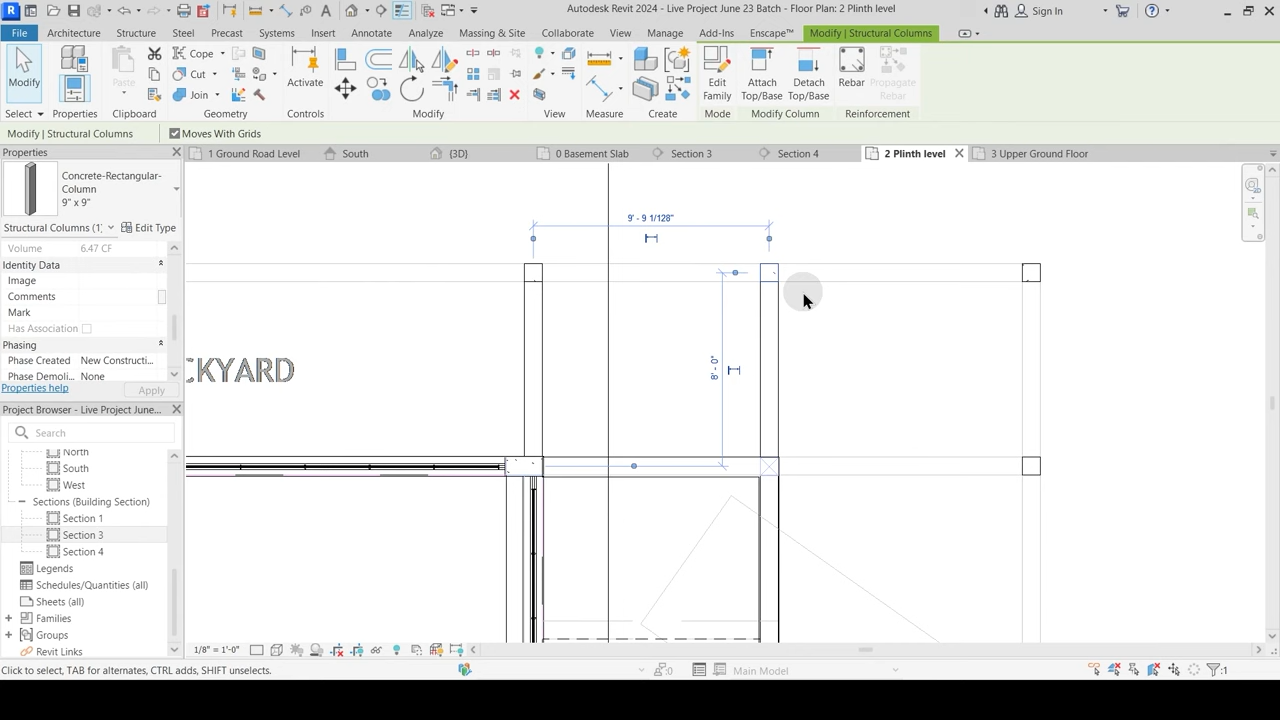 Autodesk Revit 2024 - Live Project June 23 Batch - Floor Plan: 2 Plinth level
Sign In
File Architecture Structure Steel Precast Systems Insert Annotate Analyze Massing & Site Collaborate View Manage Add-Ins Enscape™ Modify | Structural Columns
Modify
Paste
Cope
Cut
Join
Activate
Edit
Family
Attach
Top/Base
Detach
Top/Base
Rebar
Propagate
Rebar
Select Properties Clipboard Geometry Controls Modify View Measure Create Mode Modify Column Reinforcement
Modify | Structural Columns Moves With Grids
Properties
1 Ground Road Level South {3D} 0 Basement Slab Section 3 Section 4 2 Plinth level 3 Upper Ground Floor
Concrete-Rectangular-
Column
9" x 9"
Structural Columns (1) Edit Type
Volume 6.47 CF
Identity Data
Image
Comments
Mark
Has Association
Phasing
Phase Created New Constructi...
Phase Demoli... None
Properties help Apply
Project Browser - Live Project June...
Search
North
South
West
Sections (Building Section)
Section 1
Section 3
Section 4
Legends
Schedules/Quantities (all)
Sheets (all)
Families
Groups
Revit Links
9' - 9 1/128"
8' - 0"
CKYARD
1/8" = 1'-0"
Click to select, TAB for alternates, CTRL adds, SHIFT unselects.
:0
Main Model
:1